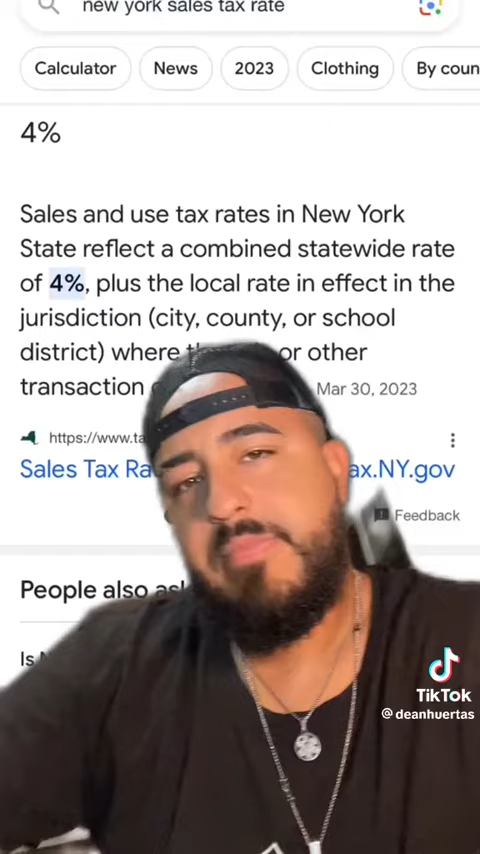 new york sales tax rate
Calculator News 2023 Clothing By coun
4%
Sales and use tax rates in New York
State reflect a combined statewide rate
of 4%, plus the local rate in effect in the
jurisdiction (city, county, or school
district) where or other
transaction Mar 30, 2023
https://www.ta
Sales Tax Ra ax.NY.gov
Feedback
People also ask
Is
TikTok
@deanhuertas